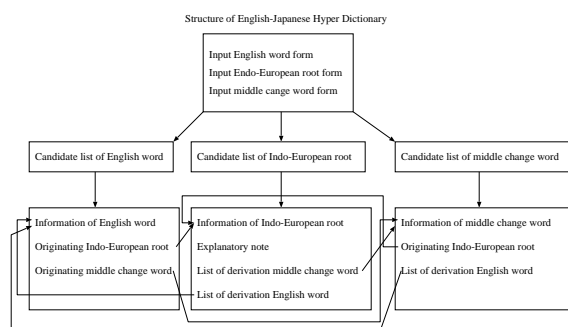 Structure of English-Japanese Hyper Dictionary
Input English word form
Input Endo-European root form
Input middle cange word form
Candidate list of English word
Candidate list of Indo-European root
Candidate list of middle change word
Information of English word
Originating Indo-European root
Originating middle change word
Information of Indo-European root
Explanatory note
List of derivation middle change word
List of derivation English word
Information of middle change word
Originating Indo-European root
List of derivation English word